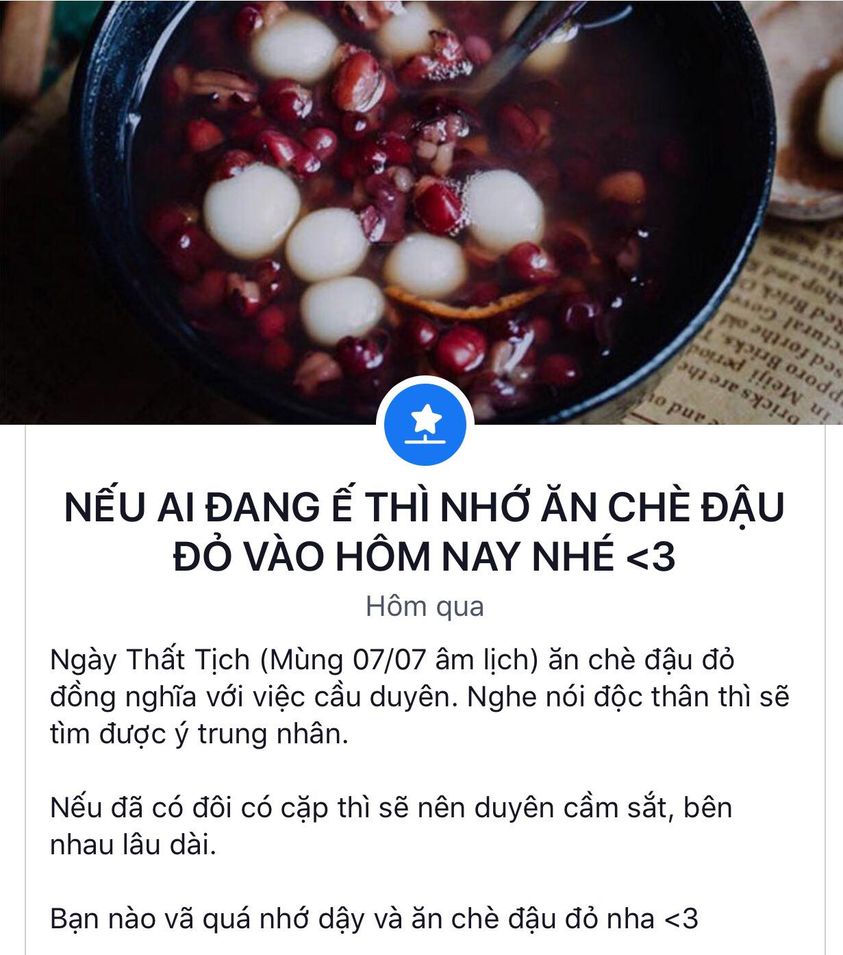 NẾU AI ĐANG Ế THÌ NHỚ ĂN CHÈ ĐẬU
ĐỎ VÀO HÔM NAY NHÉ <3
Hôm qua
Ngày Thất Tịch (Mùng 07/07 âm lịch) ăn chè đậu đỏ
đồng nghĩa với việc cầu duyên. Nghe nói độc thân thì sẽ
tìm được ý trung nhân.
Nếu đã có đôi có cặp thì sẽ nên duyên cầm sắt, bên
nhau lâu dài.
Bạn nào vã quá nhớ dậy và ăn chè đậu đỏ nha <3